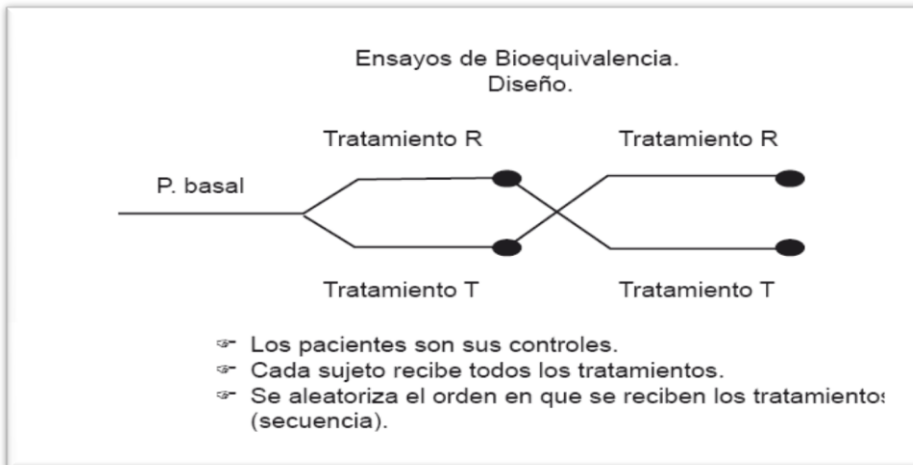 Ensayos de Bioequivalencia.
Diseño.
Tratamiento R Tratamiento R
P. basal
Tratamiento T Tratamiento T
☞ Los pacientes son sus controles.
☞ Cada sujeto recibe todos los tratamientos.
☞ Se aleatoriza el orden en que se reciben los tratamientos
(secuencia).